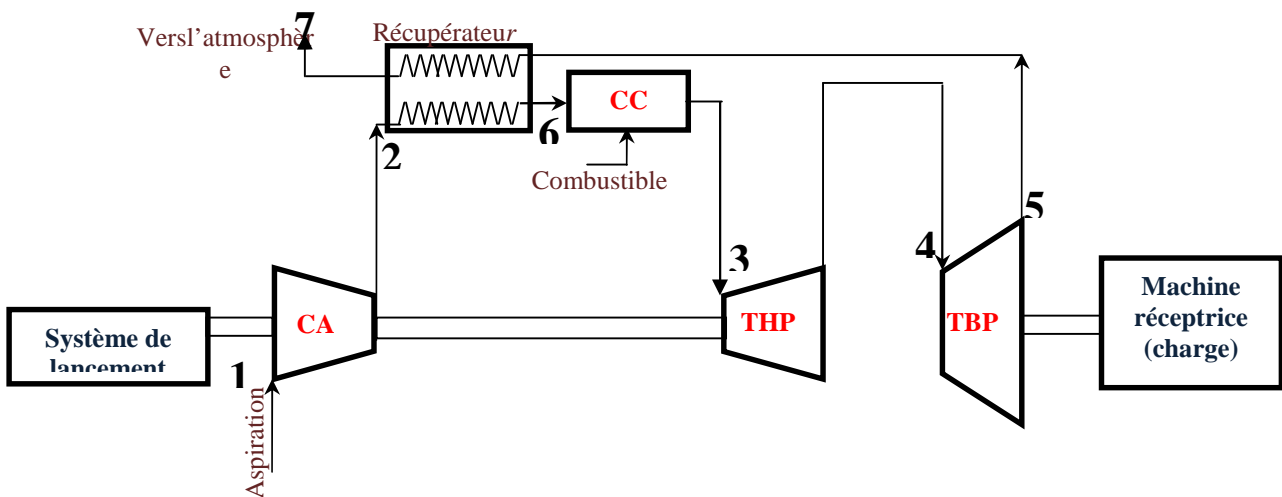 7
Versl'atmosphèr
e
Récupérateur
CC
6
2
Combustible
5
4
3
Machine
réceptrice
(charge)
CA
THP
TBP
Système de
lancement
1
Aspiration